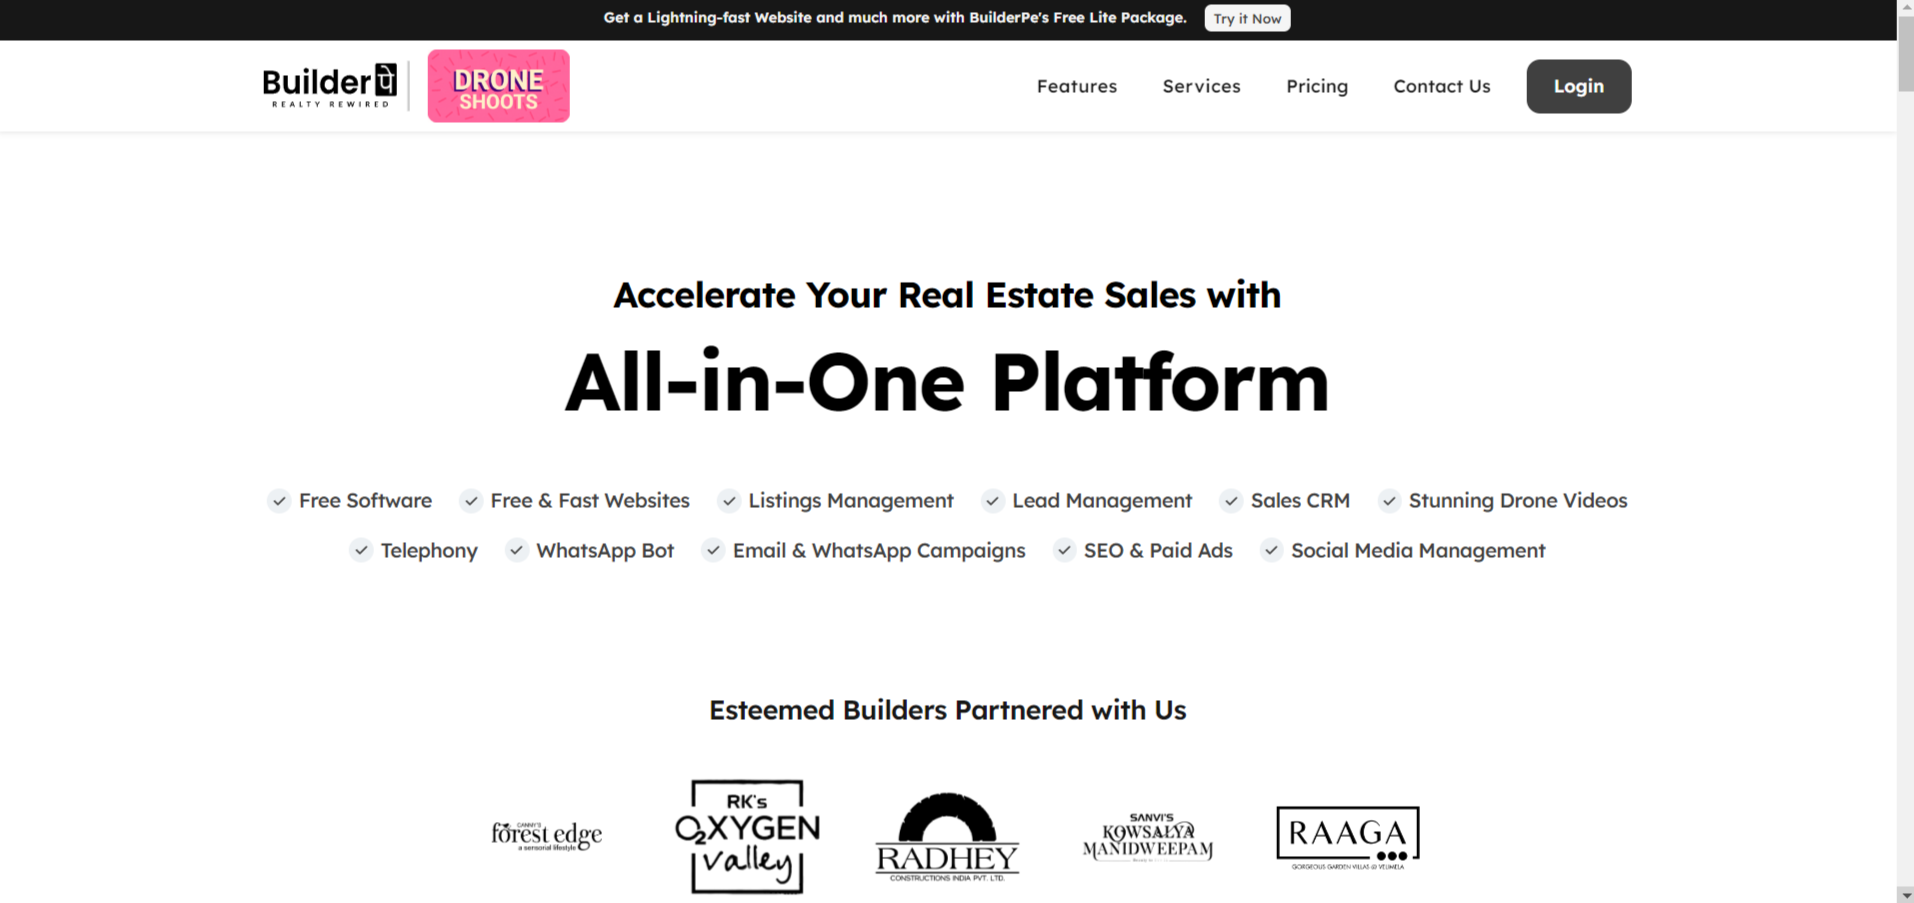 Get a Lightning-fast Website and much more with BuilderPe's Free Lite Package. Try it Now
Builderपे
REALTY REWIRED
DRONE
SHOOTS
Features Services Pricing Contact Us Login
Accelerate Your Real Estate Sales with
All-in-One Platform
Free Software Free & Fast Websites Listings Management Lead Management Sales CRM Stunning Drone Videos
Telephony WhatsApp Bot Email & WhatsApp Campaigns SEO & Paid Ads Social Media Management
Esteemed Builders Partnered with Us
CANNY'S
forest edge
a sensorial lifestyle
RK's
O₂XYGEN
valley
RADHEY
CONSTRUCTIONS INDIA PVT. LTD.
SANVI'S
KOWSALYA
MANIDWEEPAM
RAAGA
GORGEOUS GARDEN VILLAS @ VELIMELA